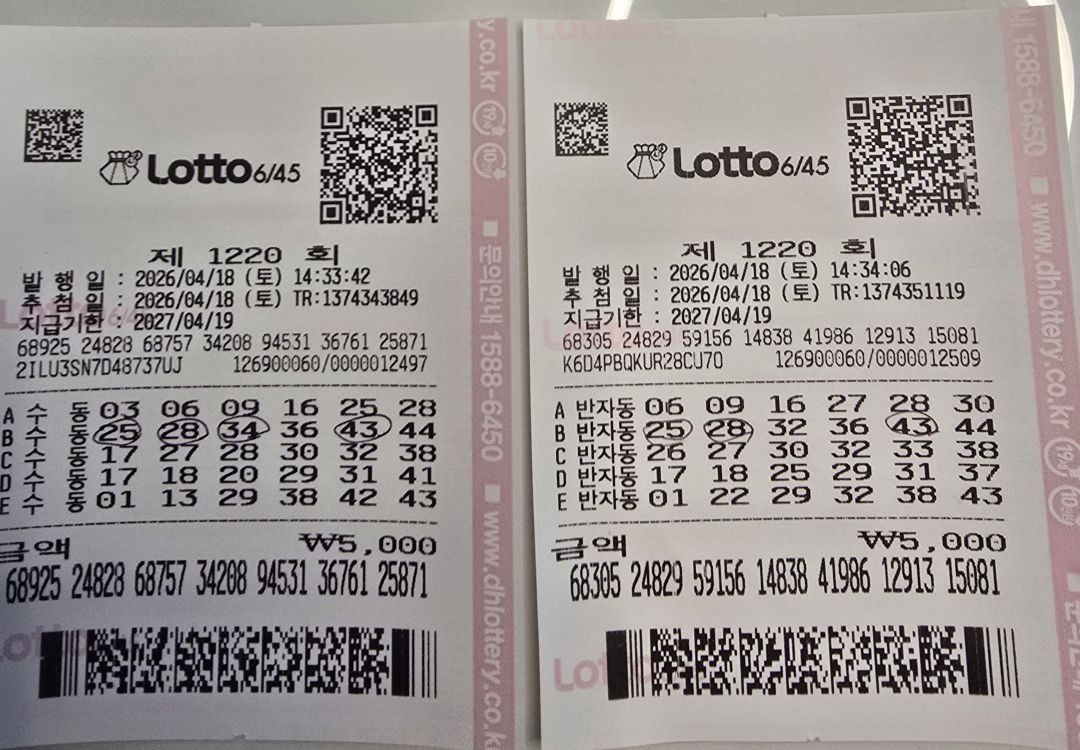 Lotto 6/45
제 1220 회
발 행 일 : 2026/04/18 (토) 14:33:42
추 첨 일 : 2026/04/18 (토) TR:1374343849
지급기한 : 2027/04/19
68925 24828 68757 34208 94531 36761 25871
2ILU3SN7D48737UJ 126900060/0000012497
A 수 동 03 06 09 16 25 28
B 수 동 25 28 34 36 43 44
C 수 동 17 27 28 30 32 38
D 수 동 17 18 20 29 31 41
E 수 동 01 13 29 38 42 43
금액 ₩5,000
68925 24828 68757 34208 94531 36761 25871
y.co.kr
19
■ 문의안내 1588-6450 ■ www.dhlottery.co.k
Lotto 6/45
제 1220 회
발 행 일 : 2026/04/18 (토) 14:34:06
추 첨 일 : 2026/04/18 (토) TR:1374351119
지급기한 : 2027/04/19
68305 24829 59156 14838 41986 12913 15081
K6D4PBQKUR28CU70 126900060/0000012509
A 반자동 06 09 16 27 28 30
B 반자동 25 28 32 36 43 44
C 반자동 26 27 30 32 33 38
D 반자동 17 18 25 29 31 37
E 반자동 01 22 29 32 38 43
금액 ₩5,000
68305 24829 59156 14838 41986 12913 15081
내 1588-6450 ■ www.dhlottery.co.kr
19